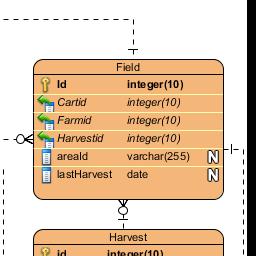 Field
Id integer(10)
Cartid integer(10)
Farmid integer(10)
Harvestid integer(10)
areaId varchar(255) N
lastHarvest date N
Harvest
id integer(10)